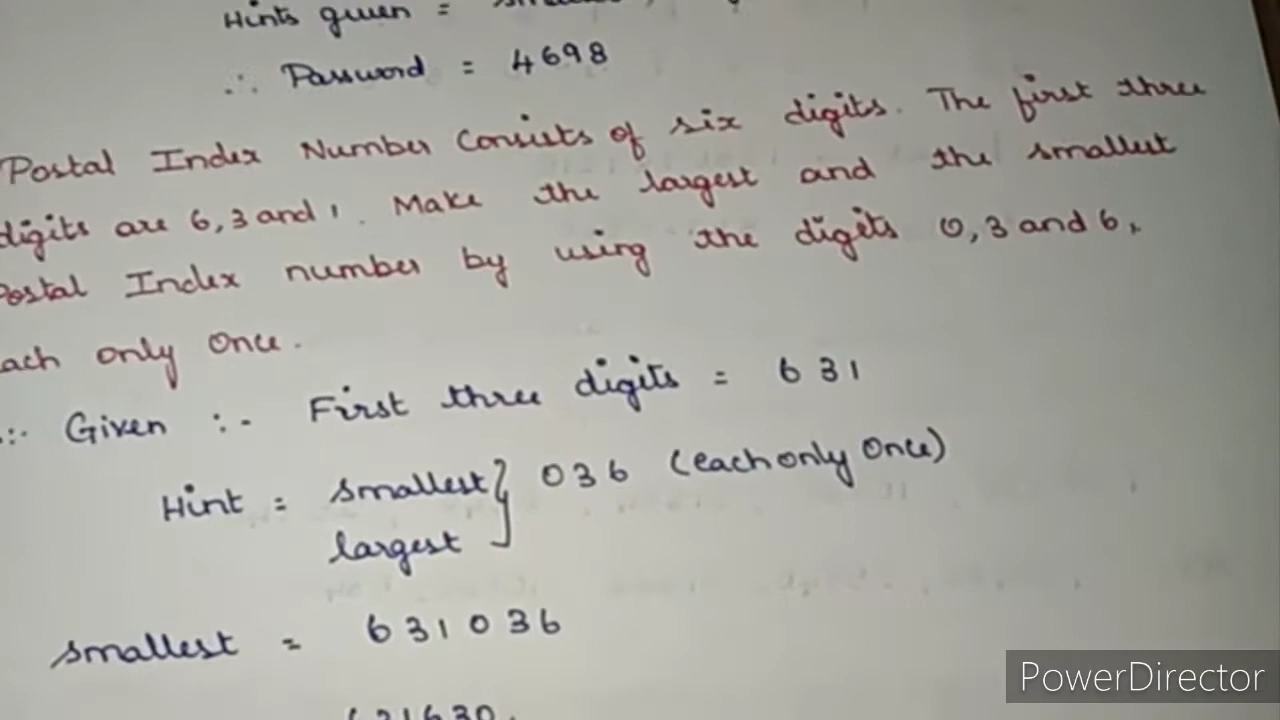 Hints given =
∴ Password = 4698
Postal Index Number Consists of six digits. The first three
digits are 6, 3 and 1. Make the largest and the smallest
Postal Index number by using the digits 0, 3 and 6,
each only once.
Given :- First three digits = 631
Hint = smallest } 036 (each only once)
largest
smallest = 631036
631630.
PowerDirector